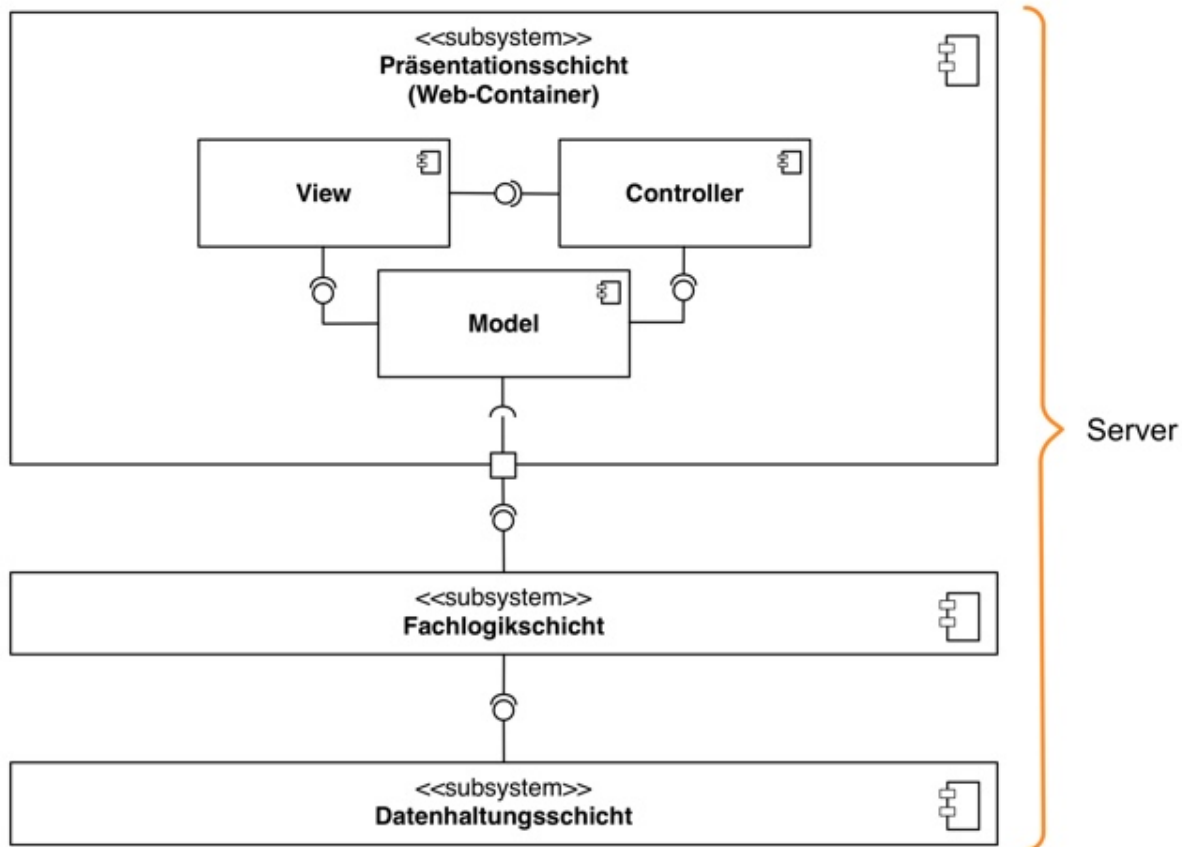 <<subsystem>>
Präsentationsschicht
(Web-Container)
View
Controller
Model
Server
<<subsystem>>
Fachlogikschicht
<<subsystem>>
Datenhaltungsschicht